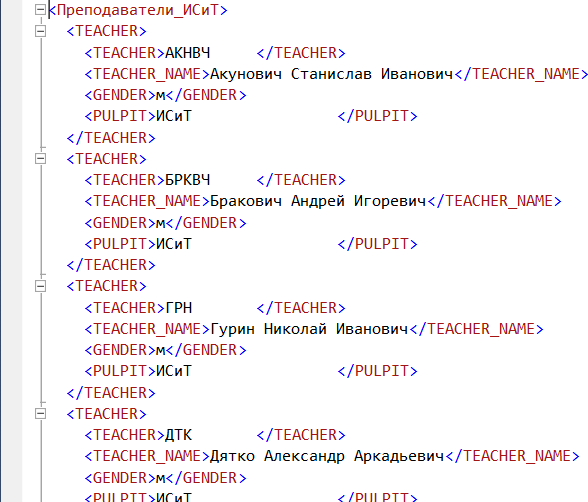 <Преподаватели_ИСиТ>
<TEACHER>
<TEACHER>АКНВЧ     </TEACHER>
<TEACHER_NAME>Акунович Станислав Иванович</TEACHER_NAME>
<GENDER>м</GENDER>
<PULPIT>ИСиТ                </PULPIT>
</TEACHER>
<TEACHER>
<TEACHER>БРКВЧ     </TEACHER>
<TEACHER_NAME>Бракович Андрей Игоревич</TEACHER_NAME>
<GENDER>м</GENDER>
<PULPIT>ИСиТ                </PULPIT>
</TEACHER>
<TEACHER>
<TEACHER>ГРН       </TEACHER>
<TEACHER_NAME>Гурин Николай Иванович</TEACHER_NAME>
<GENDER>м</GENDER>
<PULPIT>ИСиТ                </PULPIT>
</TEACHER>
<TEACHER>
<TEACHER>ДТК       </TEACHER>
<TEACHER_NAME>Дятко Александр Аркадьевич</TEACHER_NAME>
<GENDER>м</GENDER>
<PULPIT>ИСиТ                </PULPIT>